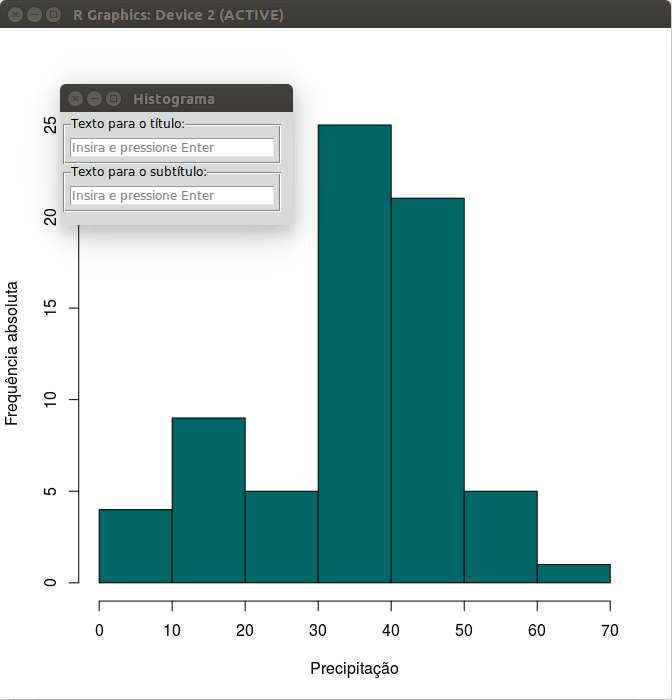 R Graphics: Device 2 (ACTIVE)
Histograma
Texto para o título:
Insira e pressione Enter
Texto para o subtítulo:
Insira e pressione Enter
Frequência absoluta
25
20
15
10
5
0
0 10 20 30 40 50 60 70
Precipitação